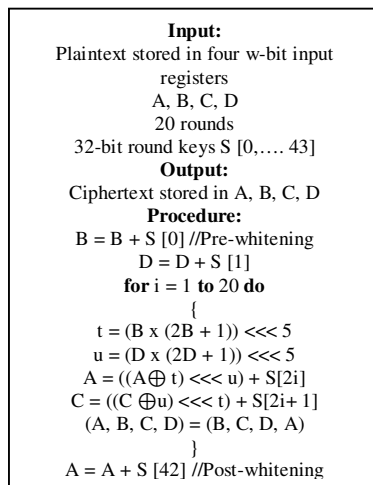 Input:
Plaintext stored in four w-bit input
registers
A, B, C, D
20 rounds
32-bit round keys S [0,…. 43]
Output:
Ciphertext stored in A, B, C, D
Procedure:
B = B + S [0] //Pre-whitening
D = D + S [1]
for i = 1 to 20 do
{
t = (B x (2B + 1)) <<< 5
u = (D x (2D + 1)) <<< 5
A = ((A⊕ t) <<< u) + S[2i]
C = ((C ⊕u) <<< t) + S[2i+ 1]
(A, B, C, D) = (B, C, D, A)
}
A = A + S [42] //Post-whitening